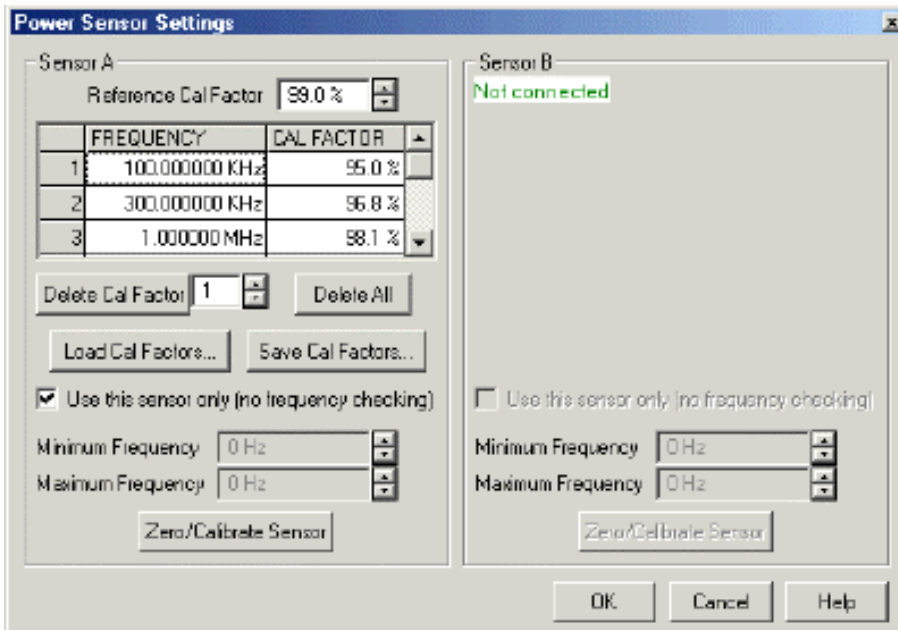 Power Sensor Settings
Sensor A
Reference Cal Factor 99.0 %
FREQUENCY CAL FACTOR
1 100.000000 KHz 95.0 %
2 300.000000 KHz 96.8 %
3 1.000000 MHz 98.1 %
Delete Cal Factor 1 Delete All
Load Cal Factors... Save Cal Factors...
Use this sensor only (no frequency checking)
Minimum Frequency 0 Hz
Maximum Frequency 0 Hz
Zero/Calibrate Sensor
Sensor B
Not connected
Use this sensor only (no frequency checking)
Minimum Frequency 0 Hz
Maximum Frequency 0 Hz
Zero/Calibrate Sensor
OK Cancel Help